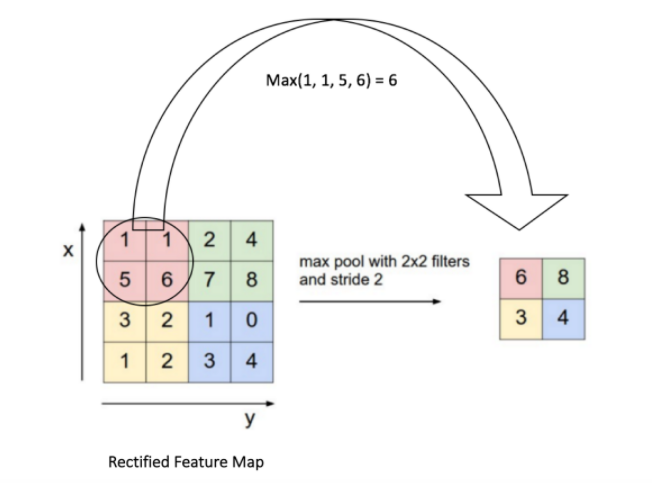 Max(1, 1, 5, 6) = 6
x
1 1 2 4
5 6 7 8
3 2 1 0
1 2 3 4
y
max pool with 2x2 filters
and stride 2
6 8
3 4
Rectified Feature Map